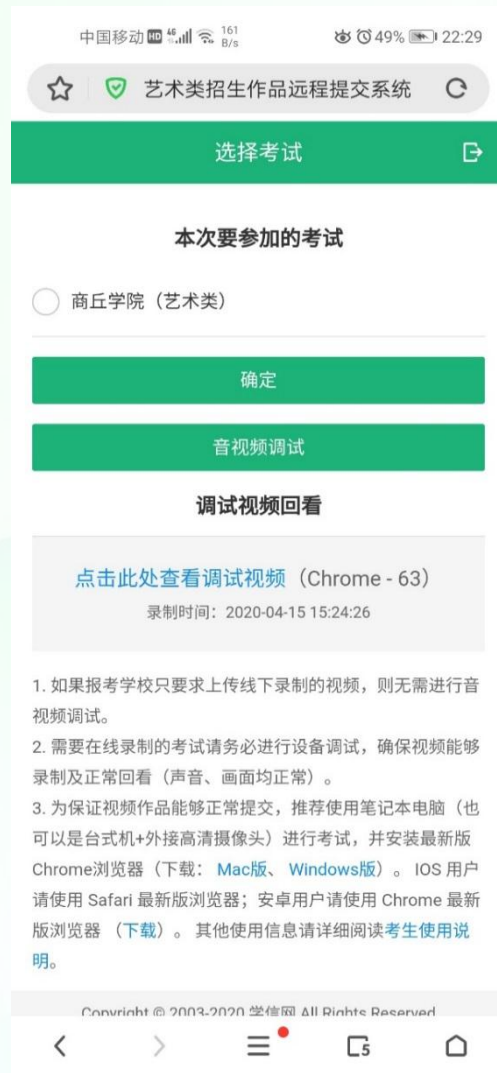 中国移动 HD 46 161 B/s 49% 22:29
艺术类招生作品远程提交系统
选择考试
本次要参加的考试
商丘学院（艺术类）
确定
音视频调试
调试视频回看
点击此处查看调试视频（Chrome - 63）
录制时间：2020-04-15 15:24:26
1. 如果报考学校只要求上传线下录制的视频，则无需进行音
视频调试。
2. 需要在线录制的考试请务必进行设备调试，确保视频能够
录制及正常回看（声音、画面均正常）。
3. 为保证视频作品能够正常提交，推荐使用笔记本电脑（也
可以是台式机+外接高清摄像头）进行考试，并安装最新版
Chrome浏览器（下载： Mac版、 Windows版）。 IOS 用户
请使用 Safari 最新版浏览器；安卓用户请使用 Chrome 最新
版浏览器 （下载）。 其他使用信息请详细阅读考生使用说
明。
Copyright © 2003-2020 学信网 All Rights Reserved
5